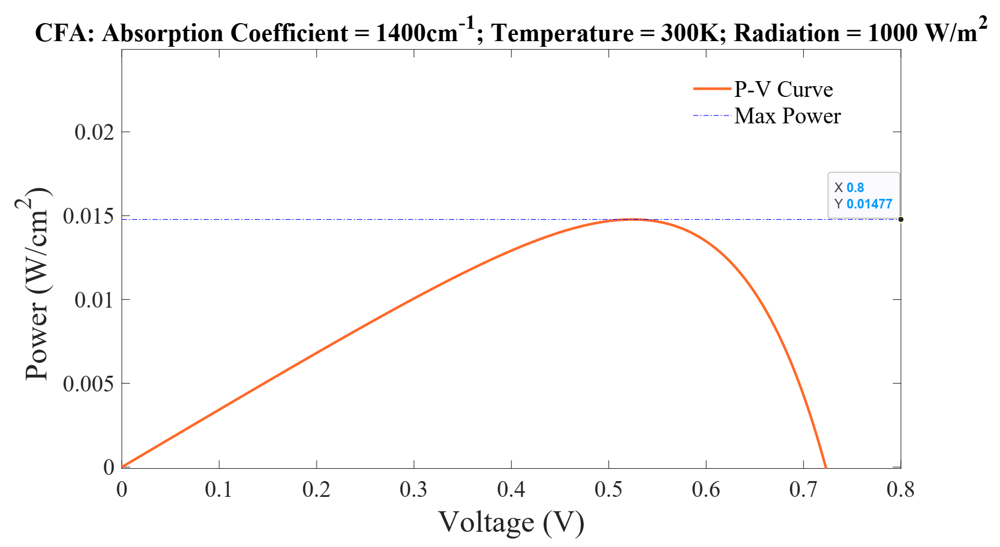 CFA: Absorption Coefficient = 1400cm⁻¹; Temperature = 300K; Radiation = 1000 W/m²
P-V Curve
Max Power
X 0.8
Y 0.01477
0.02
0.015
0.01
0.005
0
Power (W/cm²)
0 0.1 0.2 0.3 0.4 0.5 0.6 0.7 0.8
Voltage (V)